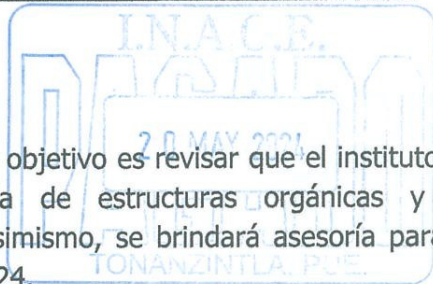 I.N.A.O.E.
PAGADO
20 MAY 2024
objetivo es revisar que el instituto
a de estructuras orgánicas y
simismo, se brindará asesoría para
TONANZINTLA, PUE.
24